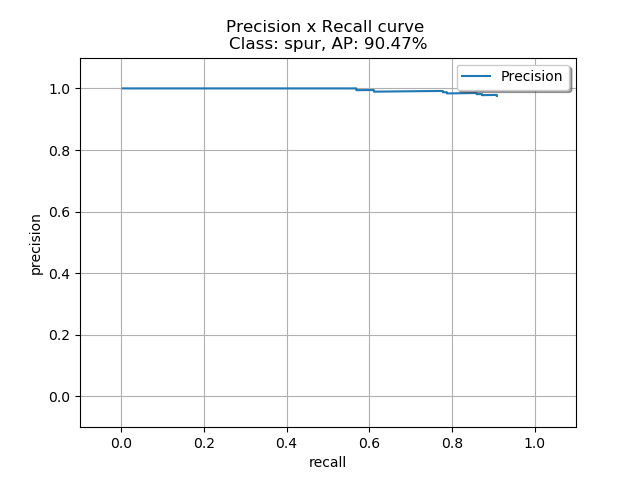 Precision x Recall curve
Class: spur, AP: 90.47%
Precision
1.0
0.8
0.6
0.4
0.2
0.0
precision
0.0 0.2 0.4 0.6 0.8 1.0
recall